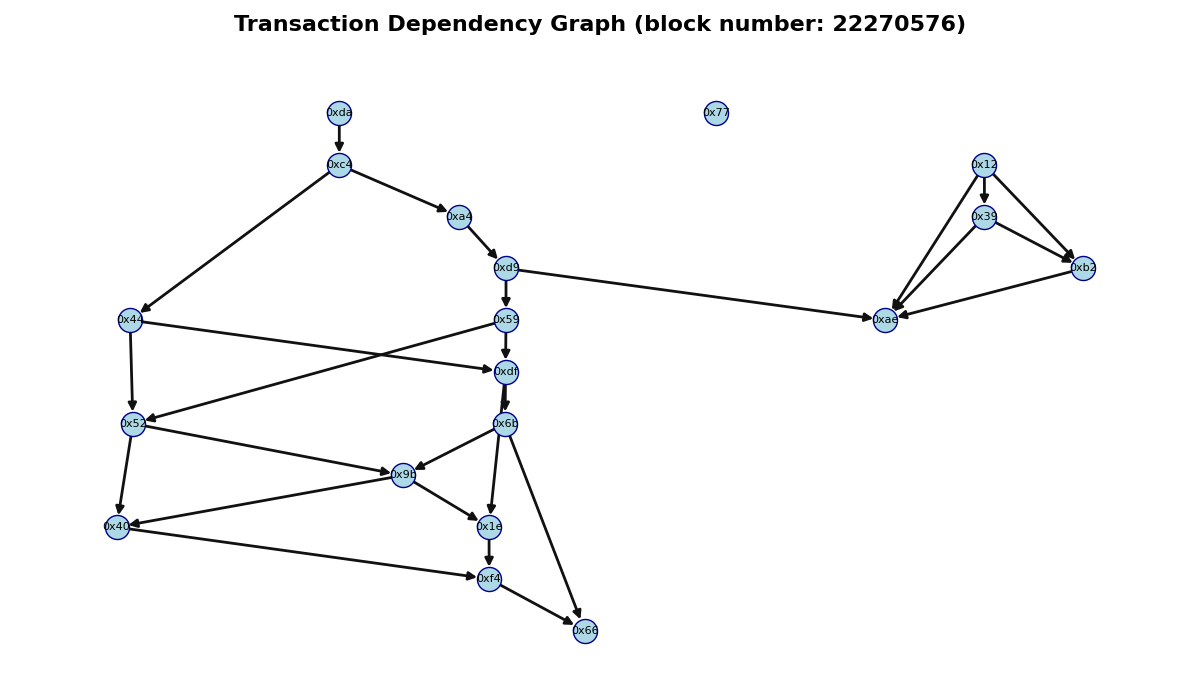 Transaction Dependency Graph (block number: 22270576)
0xda
0x77
0xc4
0x12
0xa4
0x39
0xd9
0xb2
0x44
0x59
0xae
0xdf
0x52
0x6b
0x9b
0x40
0x1e
0xf4
0x66